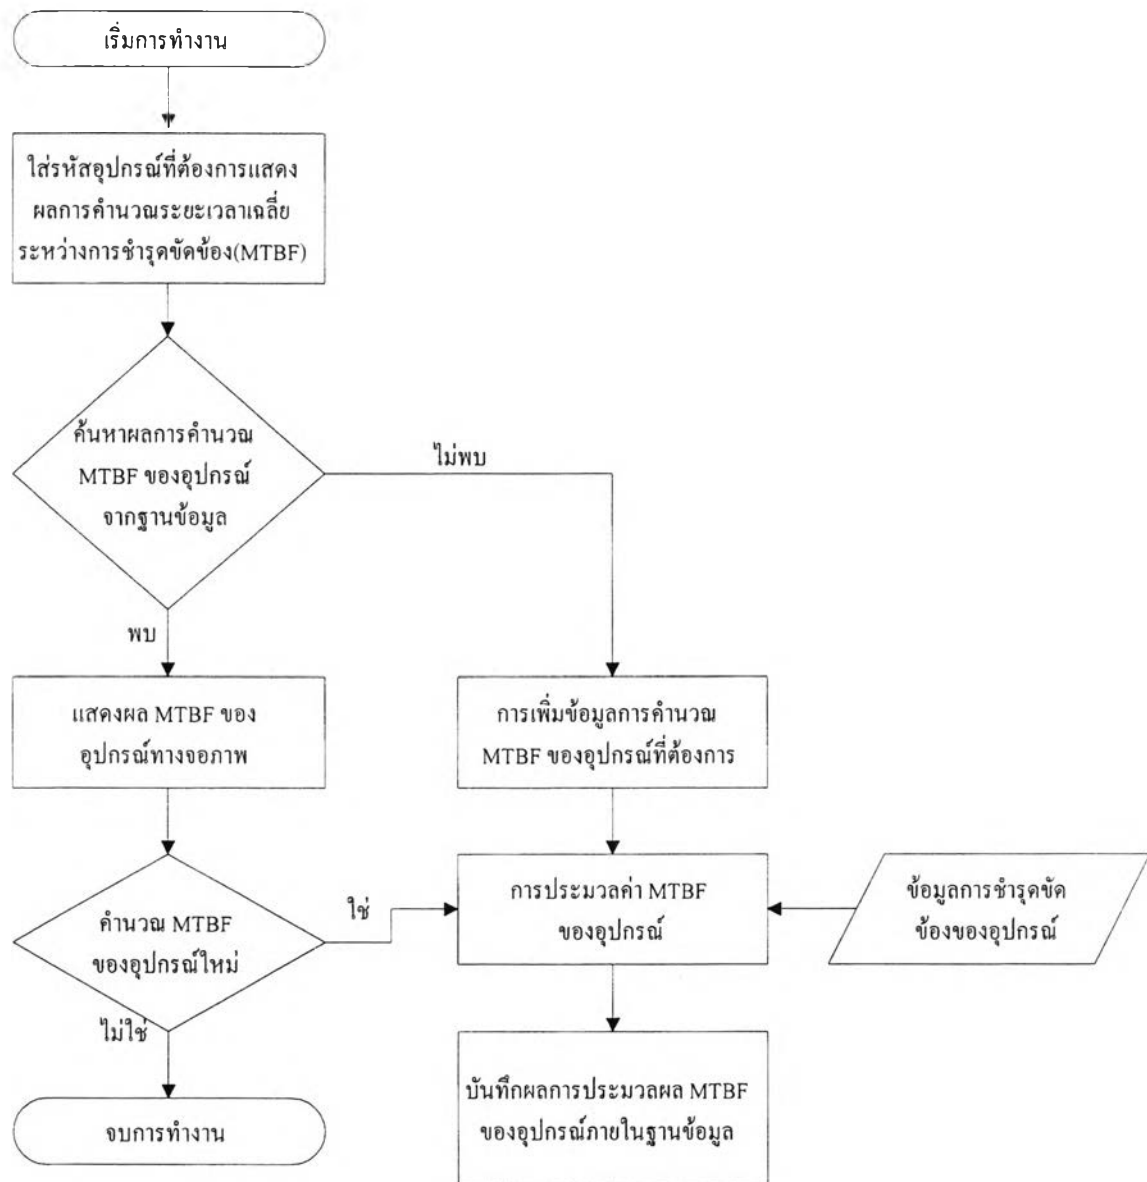 เริ่มการทำงาน
ใส่รหัสอุปกรณ์ที่ต้องการแสดง
ผลการคำนวณระยะเวลาเฉลี่ย
ระหว่างการชำรุดขัดข้อง(MTBF)
ค้นหาผลการคำนวณ
MTBF ของอุปกรณ์
จากฐานข้อมูล
ไม่พบ
พบ
แสดงผล MTBF ของ
อุปกรณ์ทางจอภาพ
การเพิ่มข้อมูลการคำนวณ
MTBF ของอุปกรณ์ที่ต้องการ
คำนวณ MTBF
ของอุปกรณ์ใหม่
ใช่
การประมวลค่า MTBF
ของอุปกรณ์
ข้อมูลการชำรุดขัด
ข้องของอุปกรณ์
ไม่ใช่
จบการทำงาน
บันทึกผลการประมวลผล MTBF
ของอุปกรณ์ภายในฐานข้อมูล